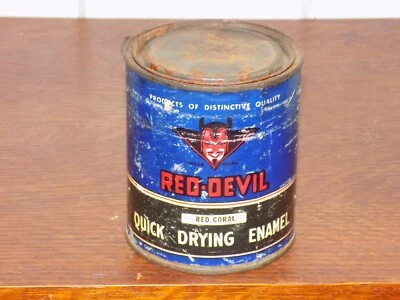 PRODUCTS OF DISTINCTIVE QUALITY
RED·DEVIL
RED CORAL
QUICK DRYING ENAMEL